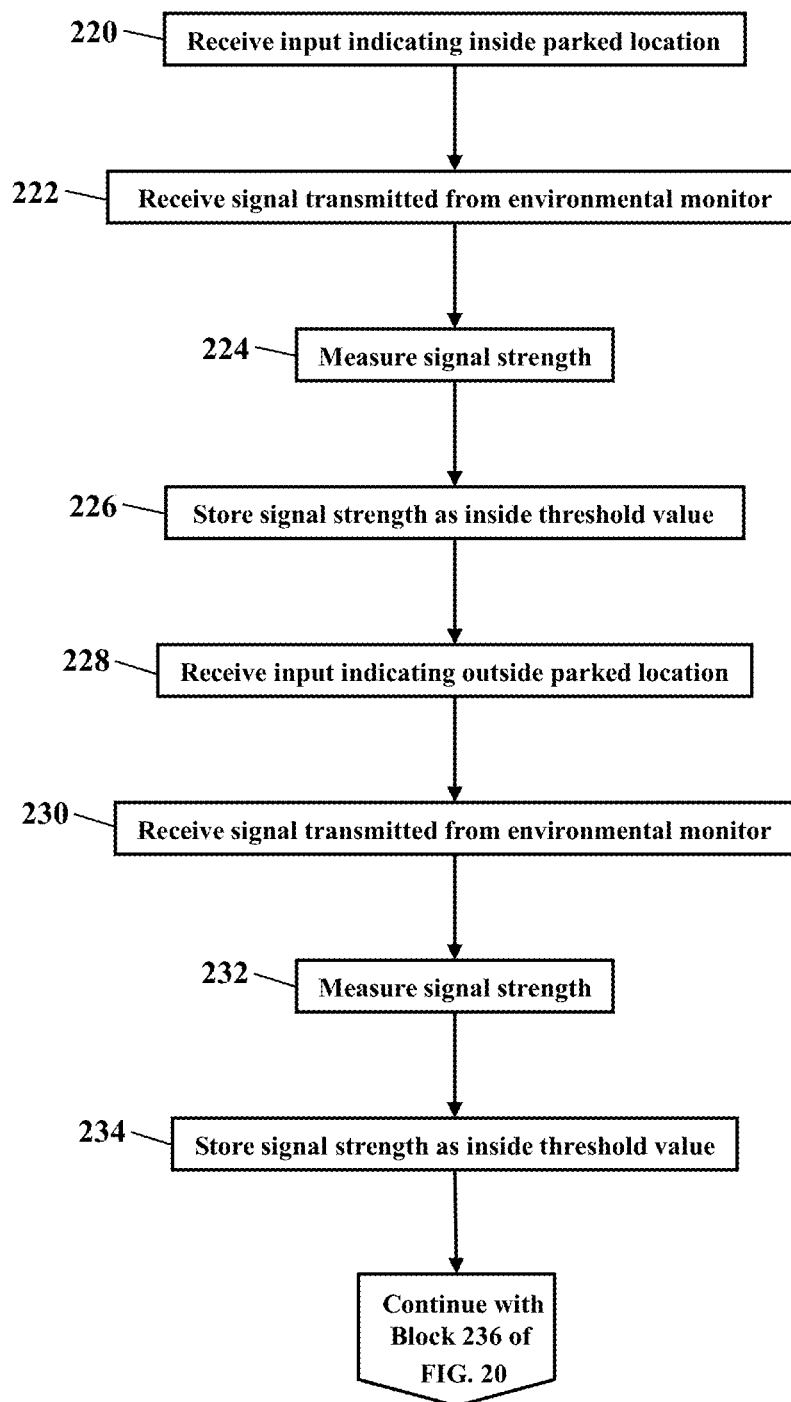 220
Receive input indicating inside parked location
222
Receive signal transmitted from environmental monitor
224
Measure signal strength
226
Store signal strength as inside threshold value
228
Receive input indicating outside parked location
230
Receive signal transmitted from environmental monitor
232
Measure signal strength
234
Store signal strength as inside threshold value
Continue with
Block 236 of
FIG. 20